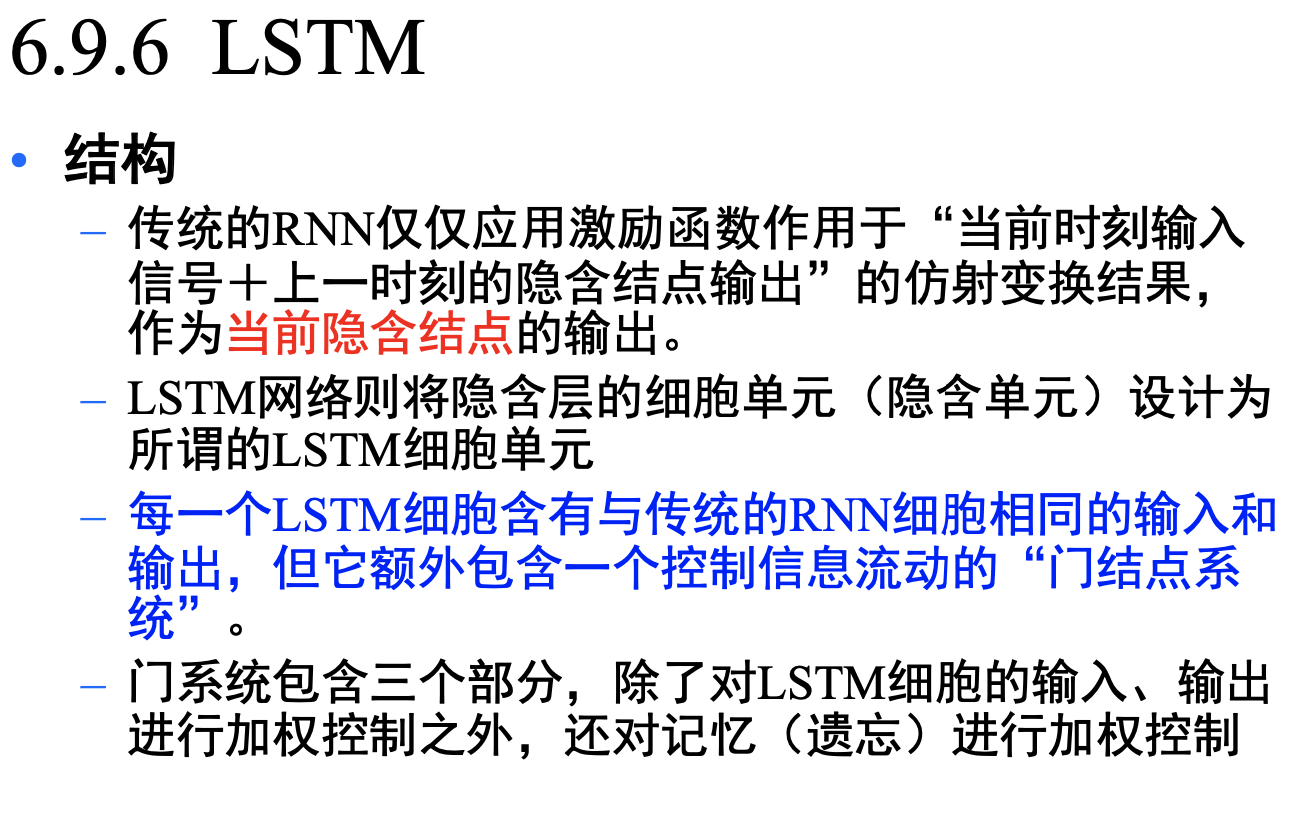 6.9.6 LSTM
• 结构
– 传统的RNN仅仅应用激励函数作用于“当前时刻输入
信号＋上一时刻的隐含结点输出”的仿射变换结果，
作为当前隐含结点的输出。
– LSTM网络则将隐含层的细胞单元（隐含单元）设计为
所谓的LSTM细胞单元
– 每一个LSTM细胞含有与传统的RNN细胞相同的输入和
输出，但它额外包含一个控制信息流动的“门结点系
统”。
– 门系统包含三个部分，除了对LSTM细胞的输入、输出
进行加权控制之外，还对记忆（遗忘）进行加权控制